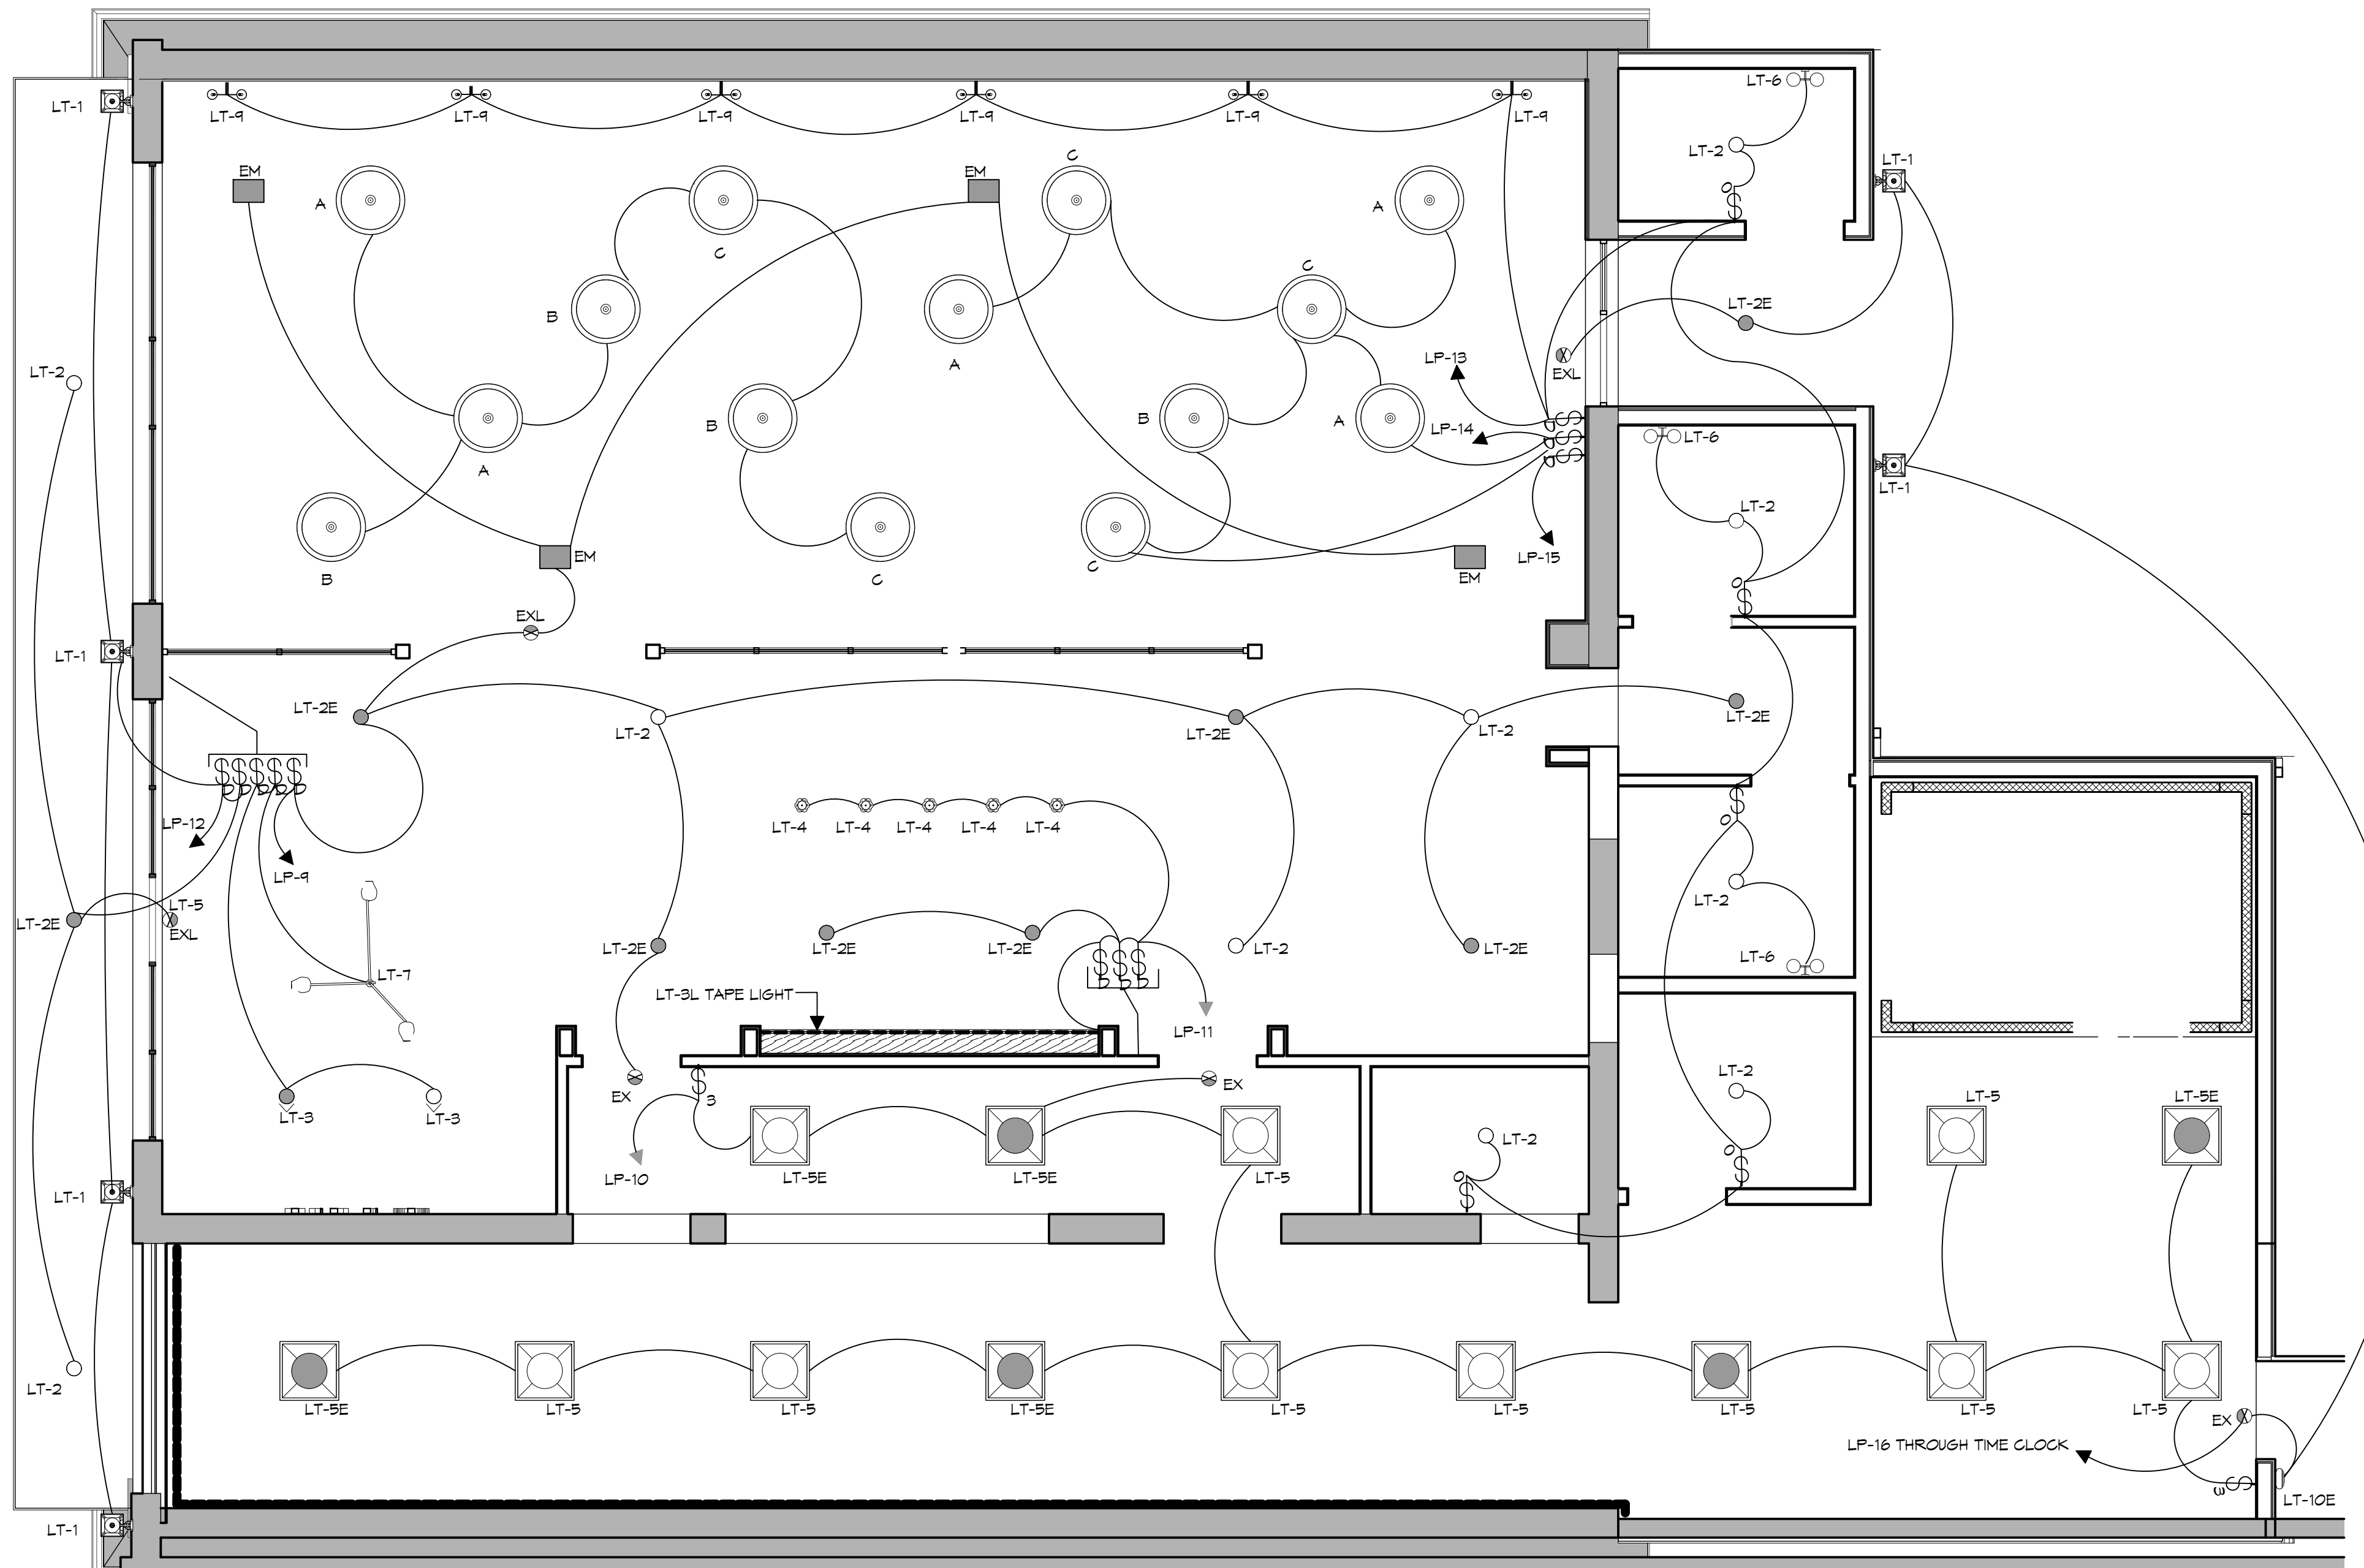 LT-1
LT-6
LT-9 LT-9 LT-9 LT-9 LT-9 LT-9
LT-2
C
LT-1
EM EM
A A
C
C
LT-2E
B
LP-13
A
EXL
LT-2
B B A
LP-14
LT-6
A
LT-1
LT-2
EM
LP-15
B C C EM
EXL
LT-1
LT-2E LT-2 LT-2E LT-2 LT-2E
LP-12
LT-4 LT-4 LT-4 LT-4 LT-4
LP-9
LT-2
LT-5
LT-2E
EXL
LT-2E LT-2E LT-2E LT-2 LT-2E
LT-6
LT-7
LT-3L TAPE LIGHT
LP-11
LT-2
EX EX
LT-5 LT-5E
3
LT-3 LT-3
LT-2
LP-10 LT-5E LT-5E LT-5
LT-1
LT-2
LT-5E LT-5 LT-5 LT-5E LT-5 LT-5 LT-5 LT-5 LT-5
EX
LP-16 THROUGH TIME CLOCK
3
LT-10E
LT-1